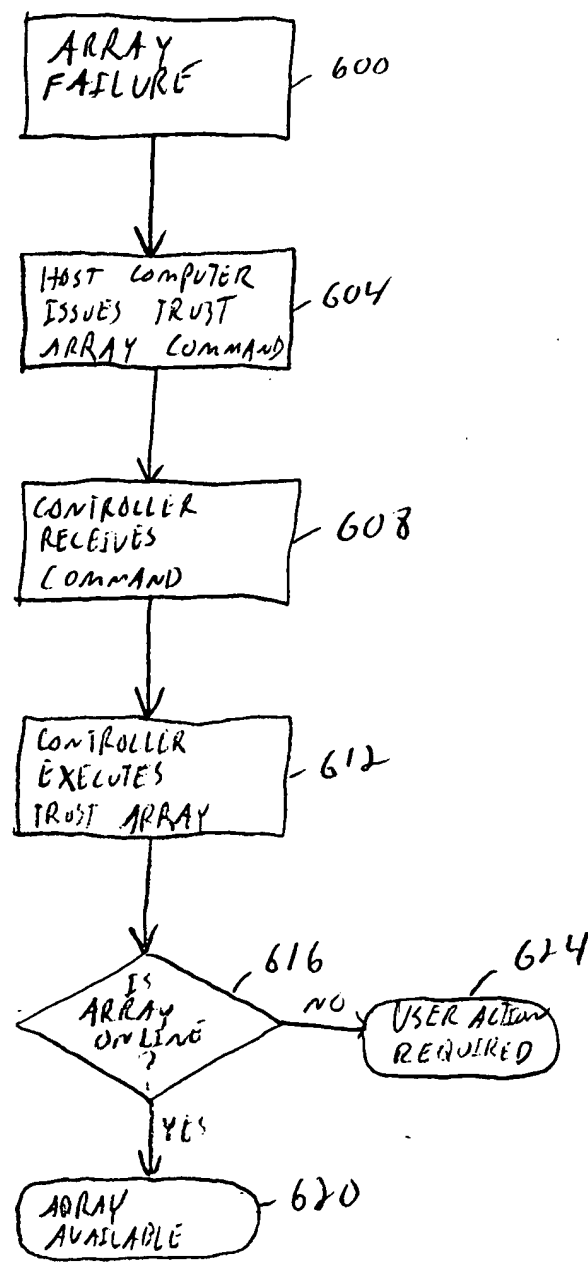 ARRAY
FAILURE
600
HOST COMPUTER
ISSUES TRUST
ARRAY COMMAND
604
CONTROLLER
RECEIVES
COMMAND
608
CONTROLLER
EXECUTES
TRUST ARRAY
612
IS
ARRAY
ONLINE
?
616
NO
USER ACTION
REQUIRED
624
YES
ARRAY
AVAILABLE
620